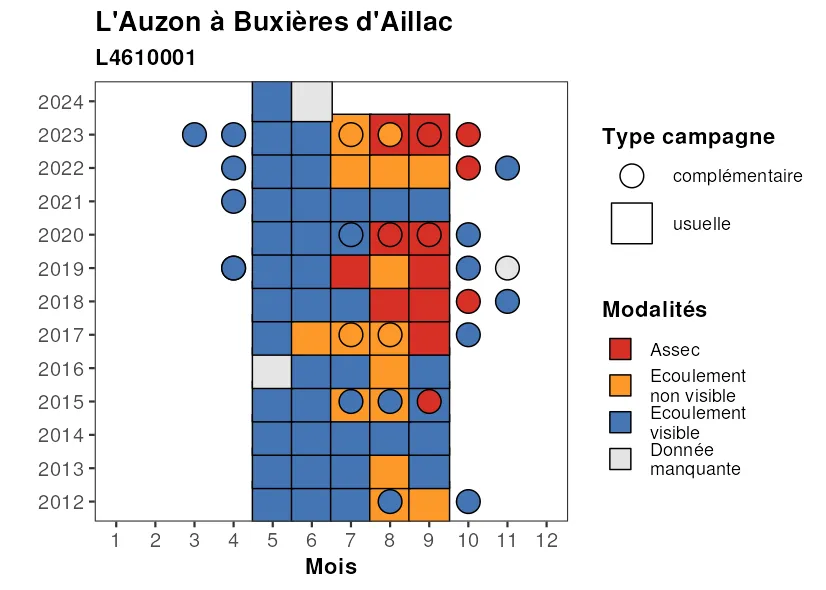 L'Auzon à Buxières d'Aillac
L4610001
2024
2023
2022
2021
2020
2019
2018
2017
2016
2015
2014
2013
2012
1 2 3 4 5 6 7 8 9 10 11 12
Mois
Type campagne
complémentaire
usuelle
Modalités
Assec
Ecoulement
non visible
Ecoulement
visible
Donnée
manquante